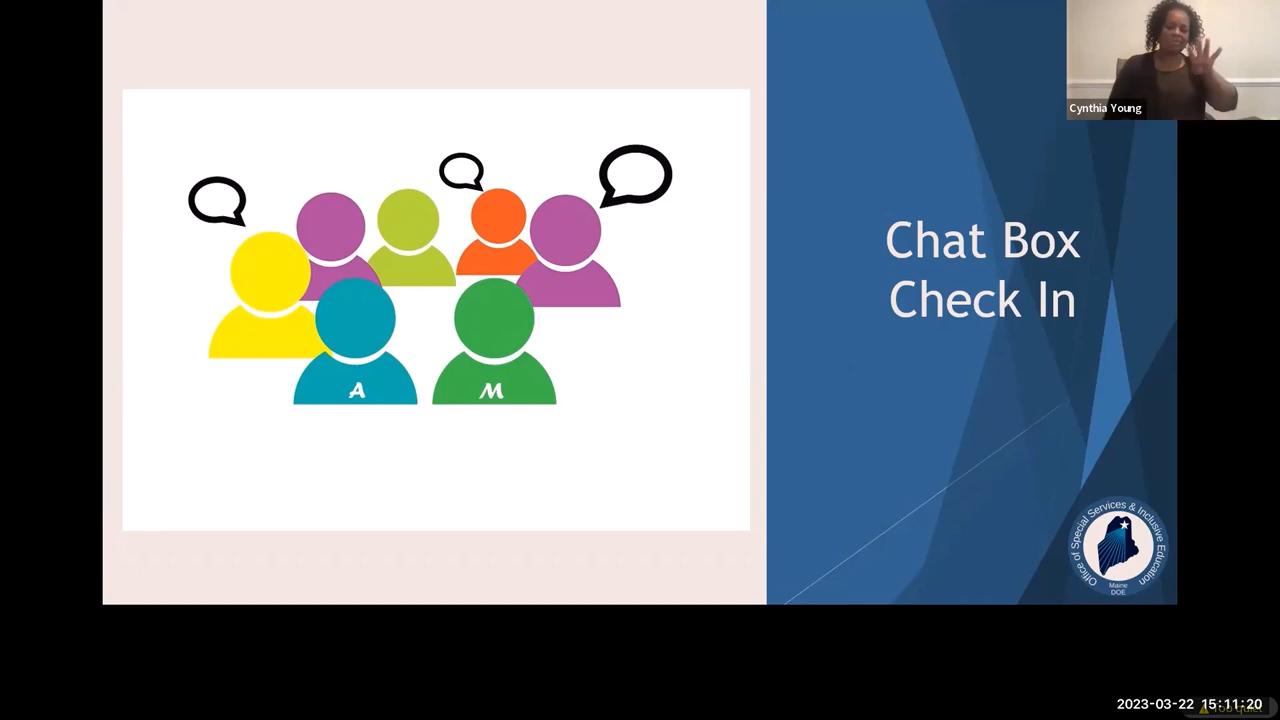 Cynthia Young
Chat Box
Check In
A
M
Office of Special Services & Inclusive Education
Maine
DOE
2023-03-22 15:11:20